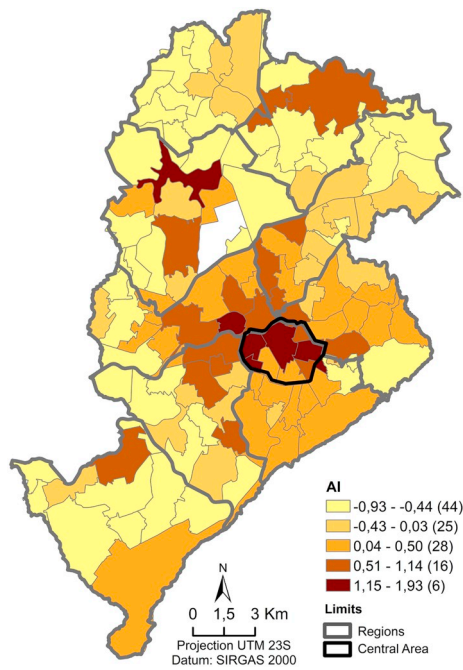 AI
-0,93 - -0,44 (44)
-0,43 - 0,03 (25)
0,04 - 0,50 (28)
0,51 - 1,14 (16)
1,15 - 1,93 (6)
Limits
Regions
Central Area
N
0 1,5 3 Km
Projection UTM 23S
Datum: SIRGAS 2000